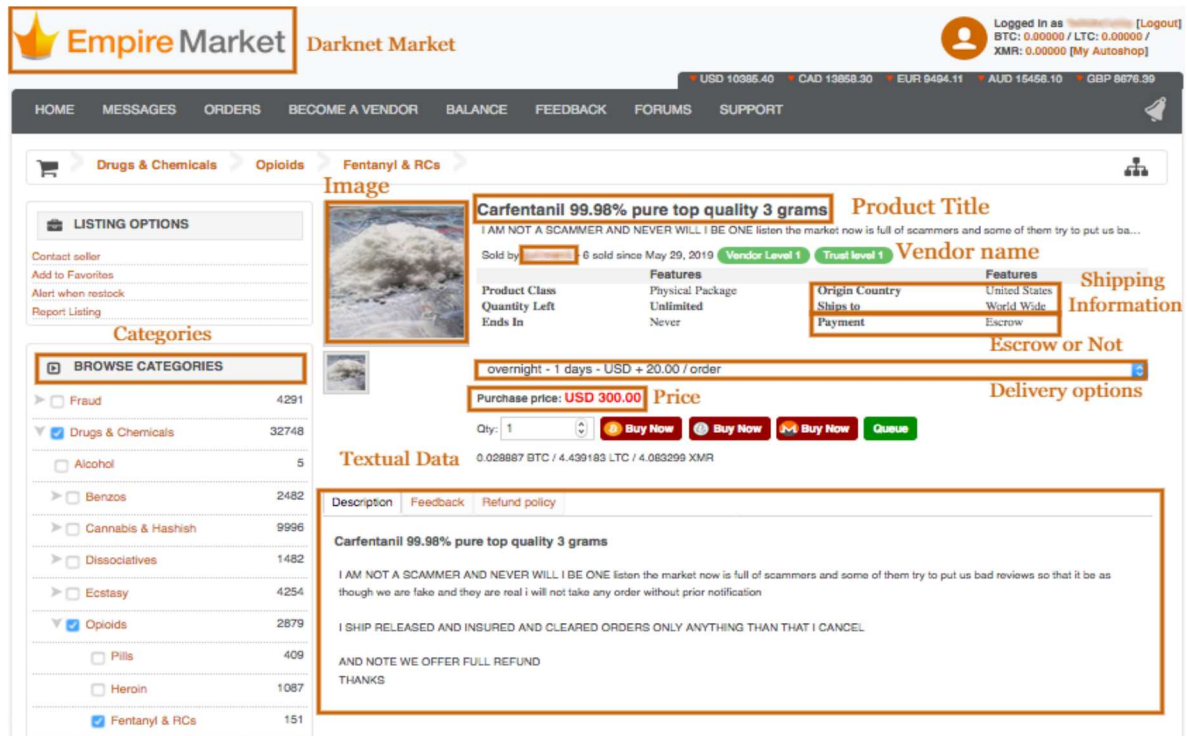 Empire Market
Darknet Market
Logged in as [Logout]
BTC: 0.00000 / LTC: 0.00000 /
XMR: 0.00000 [My Autoshop]
USD 10385.40 CAD 13858.30 EUR 9494.11 AUD 15456.10 GBP 8676.39
HOME MESSAGES ORDERS BECOME A VENDOR BALANCE FEEDBACK FORUMS SUPPORT
Drugs & Chemicals Opioids Fentanyl & RCs
Image
LISTING OPTIONS
Contact seller
Add to Favorites
Alert when restock
Report Listing
Categories
BROWSE CATEGORIES
Fraud 4291
Drugs & Chemicals 32748
Alcohol 5
Benzos 2482
Cannabis & Hashish 9996
Dissociatives 1482
Ecstasy 4254
Opioids 2879
Pills 409
Heroin 1087
Fentanyl & RCs 151
Carfentanil 99.98% pure top quality 3 grams
Product Title
I AM NOT A SCAMMER AND NEVER WILL I BE ONE listen the market now is full of scammers and some of them try to put us ba...
Sold by - 6 sold since May 29, 2019 Vendor Level 1 Trust level 1
Vendor name
Features Features
Product Class Physical Package Origin Country United States
Quantity Left Unlimited Ships to World Wide
Ends In Never Payment Escrow
Shipping
Information
Escrow or Not
overnight - 1 days - USD + 20.00 / order
Delivery options
Purchase price: USD 300.00
Price
Qty: 1 Buy Now Buy Now Buy Now Queue
0.028887 BTC / 4.439183 LTC / 4.083299 XMR
Textual Data
Description Feedback Refund policy
Carfentanil 99.98% pure top quality 3 grams
I AM NOT A SCAMMER AND NEVER WILL I BE ONE listen the market now is full of scammers and some of them try to put us bad reviews so that it be as
though we are fake and they are real i will not take any order without prior notification
I SHIP RELEASED AND INSURED AND CLEARED ORDERS ONLY ANYTHING THAN THAT I CANCEL
AND NOTE WE OFFER FULL REFUND
THANKS